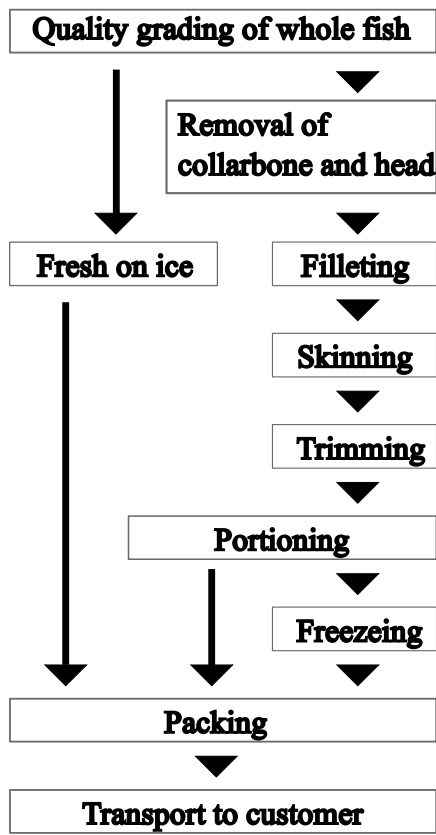 Quality grading of whole fish
Removal of
collarbone and head
Fresh on ice
Filleting
Skinning
Trimming
Portioning
Freezeing
Packing
Transport to customer